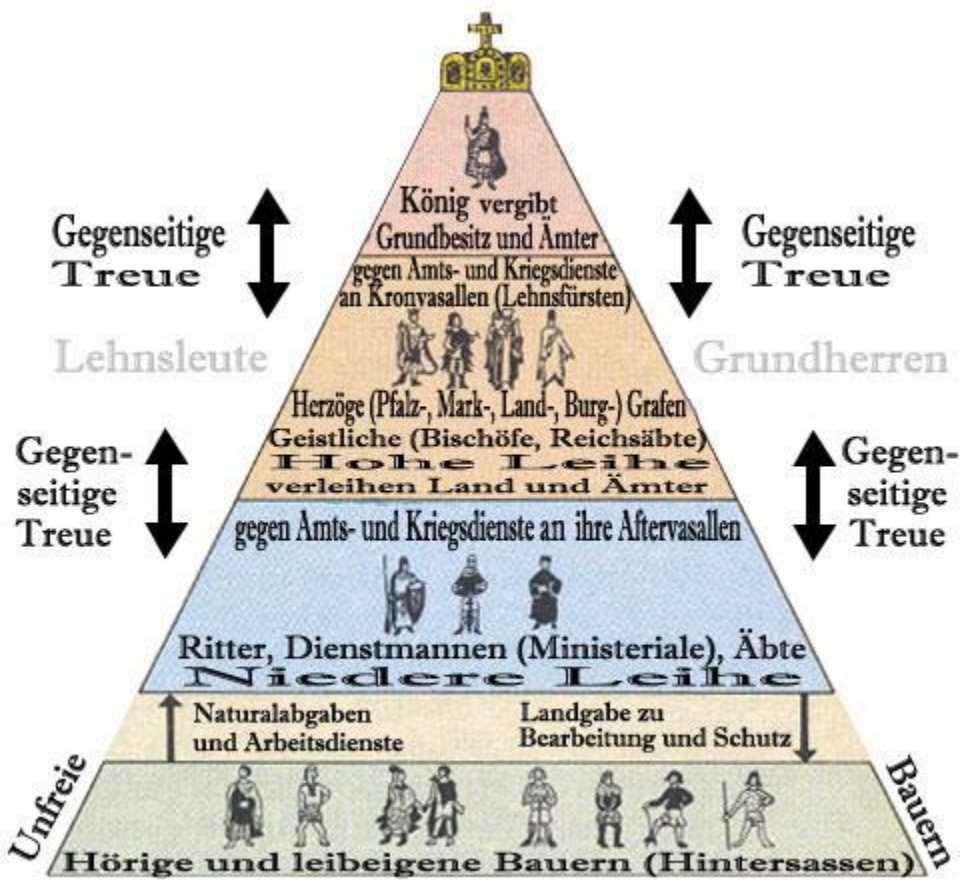 König vergibt
Grundbesitz und Ämter
gegen Amts- und Kriegsdienste
an Kronvasallen (Lehnsfürsten)
Gegenseitige
Treue
Gegenseitige
Treue
Lehnsleute
Grundherren
Herzöge (Pfalz-, Mark-, Land-, Burg-) Grafen
Geistliche (Bischöfe, Reichsäbte)
Hohe Leihe
verleihen Land und Ämter
Gegen-
seitige
Treue
Gegen-
seitige
Treue
gegen Amts- und Kriegsdienste an ihre Aftervasallen
Ritter, Dienstmannen (Ministeriale), Äbte
Niedere Leihe
Naturalabgaben
und Arbeitsdienste
Landgabe zu
Bearbeitung und Schutz
Unfreie
Bauern
Hörige und leibeigene Bauern (Hintersassen)